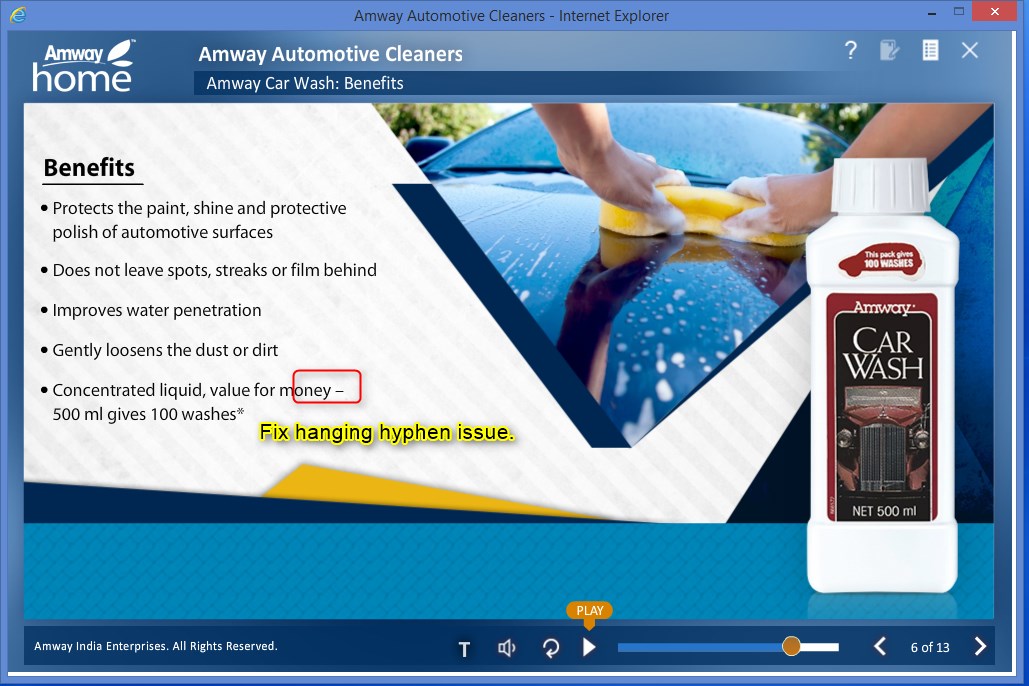 Amway Automotive Cleaners - Internet Explorer
Amway™
home
Amway Automotive Cleaners
Amway Car Wash: Benefits
?
Benefits
• Protects the paint, shine and protective
polish of automotive surfaces
• Does not leave spots, streaks or film behind
• Improves water penetration
• Gently loosens the dust or dirt
• Concentrated liquid, value for money –
500 ml gives 100 washes*
Fix hanging hyphen issue.
This pack gives
100 WASHES
Amway
CAR
WASH
NET 500 ml
PLAY
Amway India Enterprises. All Rights Reserved.
T
6 of 13